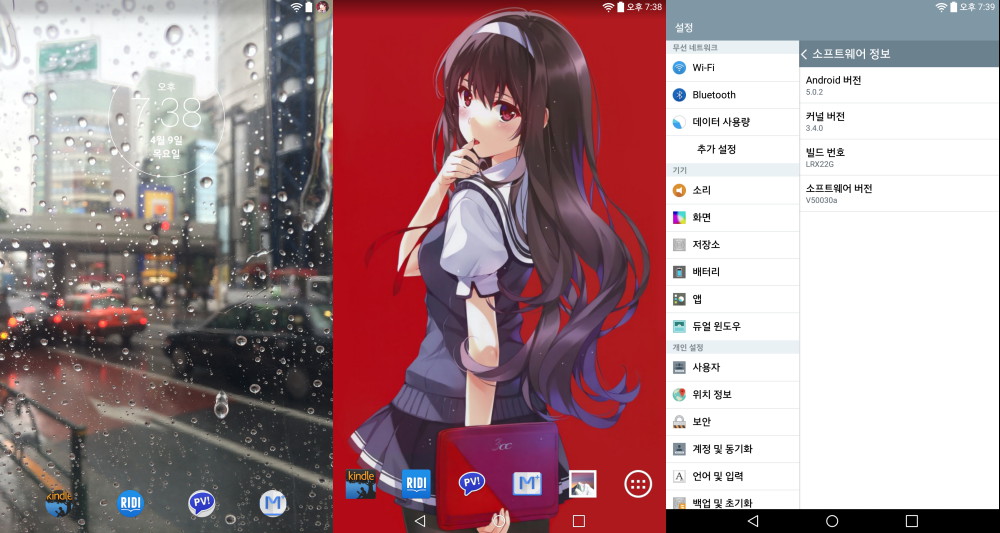 오후
7:38
4월 9일
목요일
kindle
RIDI
PV!
M+
오후 7:38
kindle
RIDI
PV!
M+
오후 7:39
설정
무선 네트워크
Wi-Fi
Bluetooth
데이터 사용량
추가 설정
기기
소리
화면
저장소
배터리
앱
듀얼 윈도우
개인 설정
사용자
위치 정보
보안
계정 및 동기화
A 언어 및 입력
백업 및 초기화
소프트웨어 정보
Android 버전
5.0.2
커널 버전
3.4.0
빌드 번호
LRX22G
소프트웨어 버전
V50030a